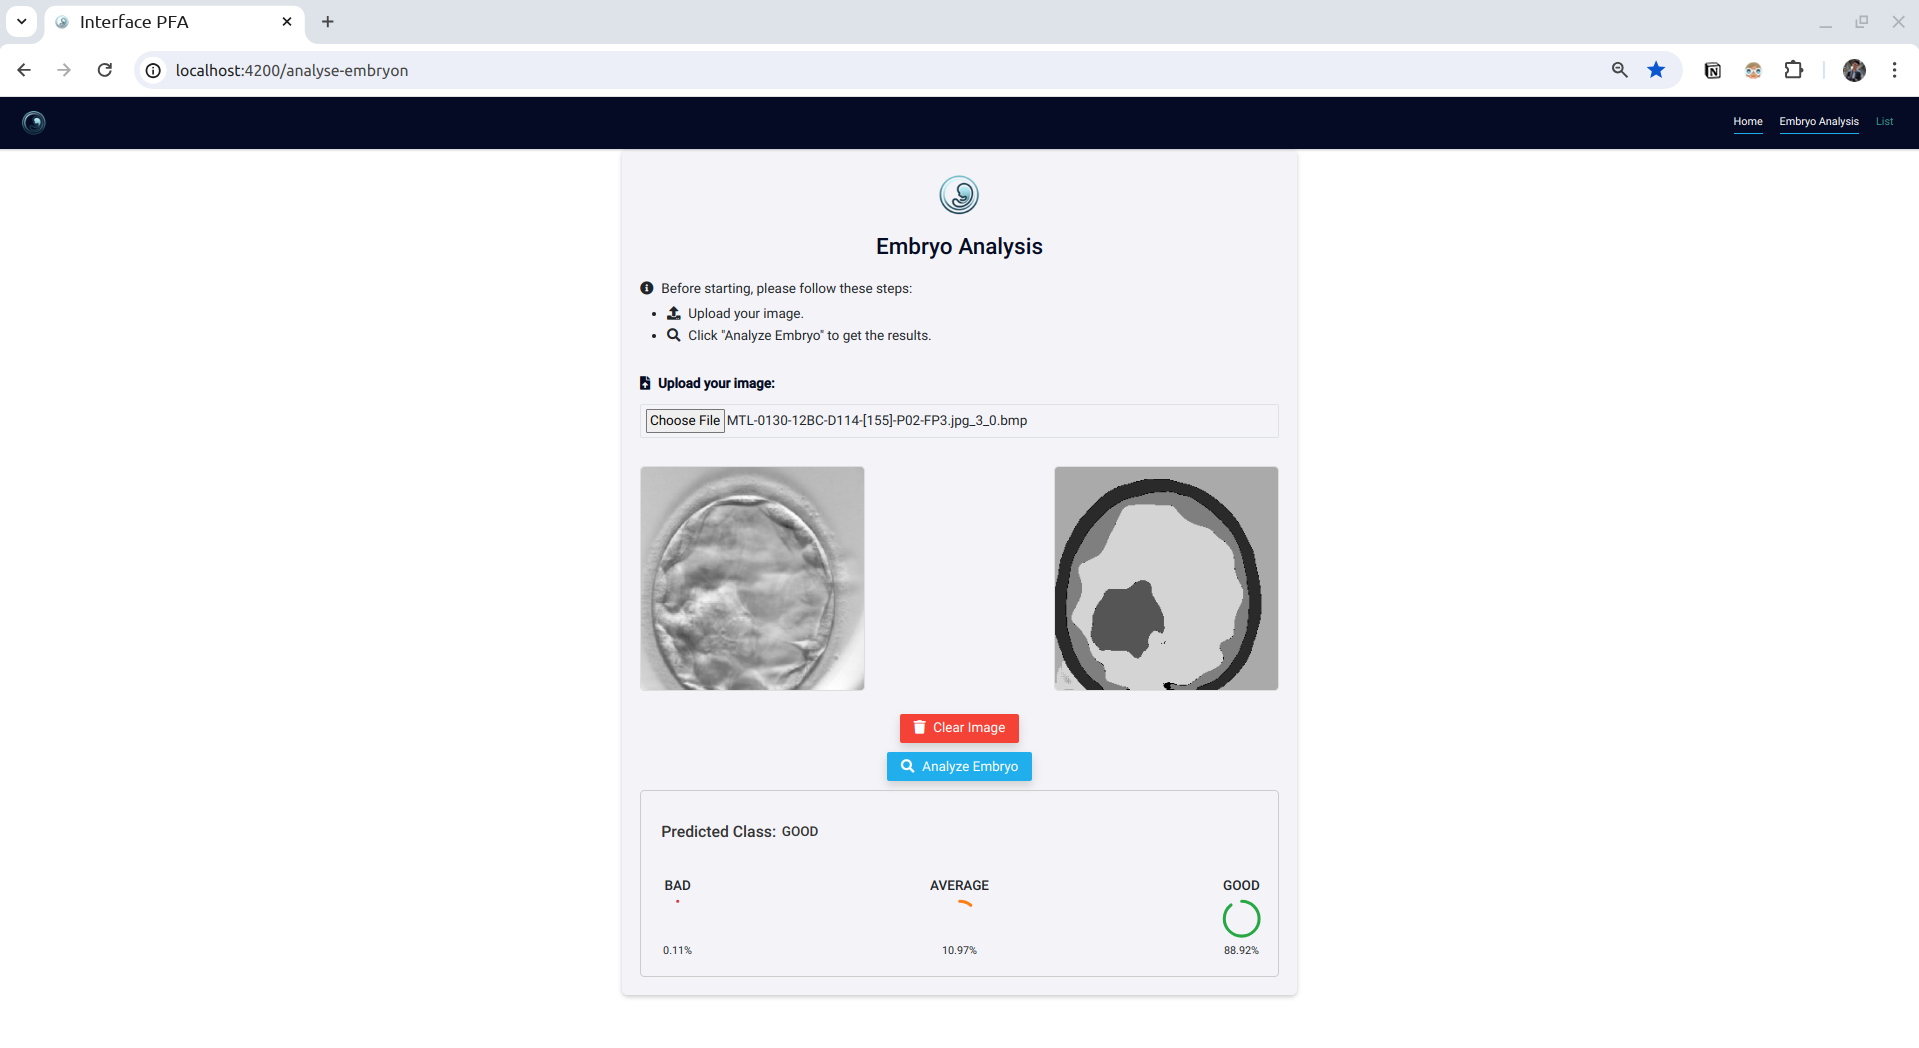 Interface PFA
localhost:4200/analyse-embryon
Home Embryo Analysis List
Embryo Analysis
Before starting, please follow these steps:
Upload your image.
Click "Analyze Embryo" to get the results.
Upload your image:
Choose File MTL-0130-12BC-D114-[155]-P02-FP3.jpg_3_0.bmp
Clear Image
Analyze Embryo
Predicted Class: GOOD
BAD AVERAGE GOOD
0.11% 10.97% 88.92%